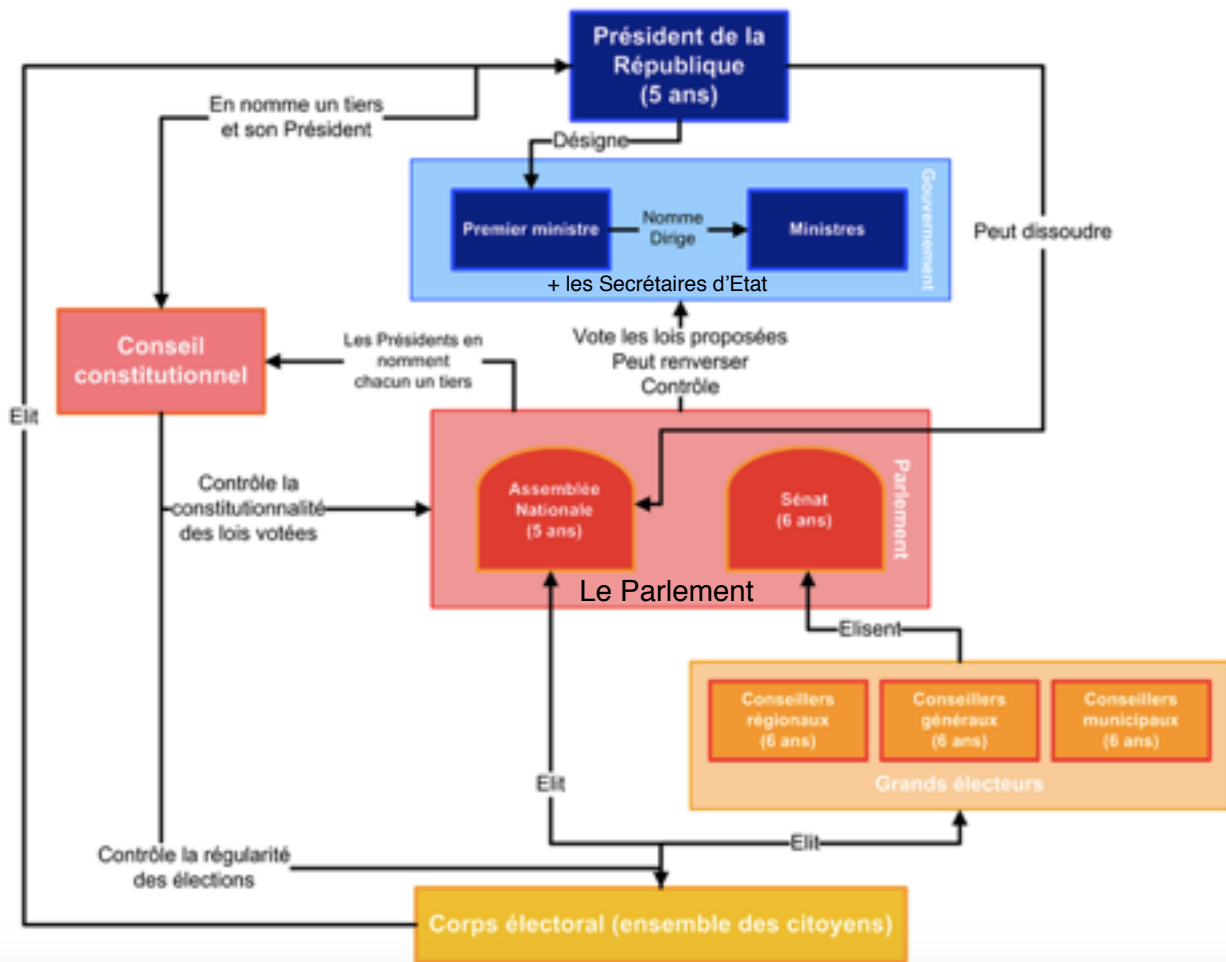 Président de la
République
(5 ans)
En nomme un tiers
et son Président
Désigne
Gouvernement
Premier ministre
Nomme
Dirige
Ministres
+ les Secrétaires d'Etat
Peut dissoudre
Conseil
constitutionnel
Les Présidents en
nomment
chacun un tiers
Vote les lois proposées
Peut renverser
Contrôle
Elit
Parlement
Assemblée
Nationale
(5 ans)
Sénat
(6 ans)
Contrôle la
constitutionnalité
des lois votées
Le Parlement
Elisent
Conseillers
régionaux
(6 ans)
Conseillers
généraux
(6 ans)
Conseillers
municipaux
(6 ans)
Grands électeurs
Elit
Elit
Contrôle la régularité
des élections
Corps électoral (ensemble des citoyens)